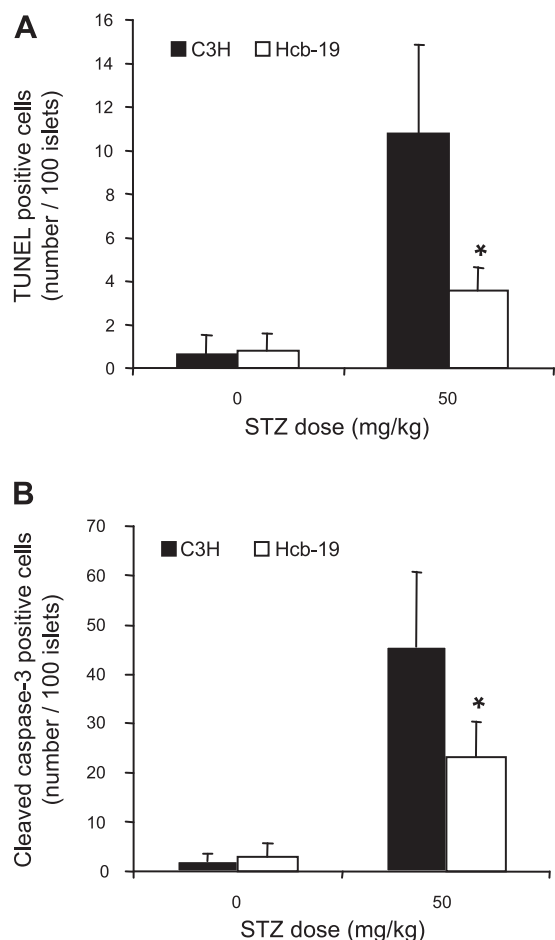 A
C3H Hcb-19
TUNEL positive cells
(number / 100 islets)
16
14
12
10
8
6
4
2
0
*
0 50
STZ dose (mg/kg)
B
C3H Hcb-19
Cleaved caspase-3 positive cells
(number / 100 islets)
70
60
50
40
30
20
10
0
*
0 50
STZ dose (mg/kg)